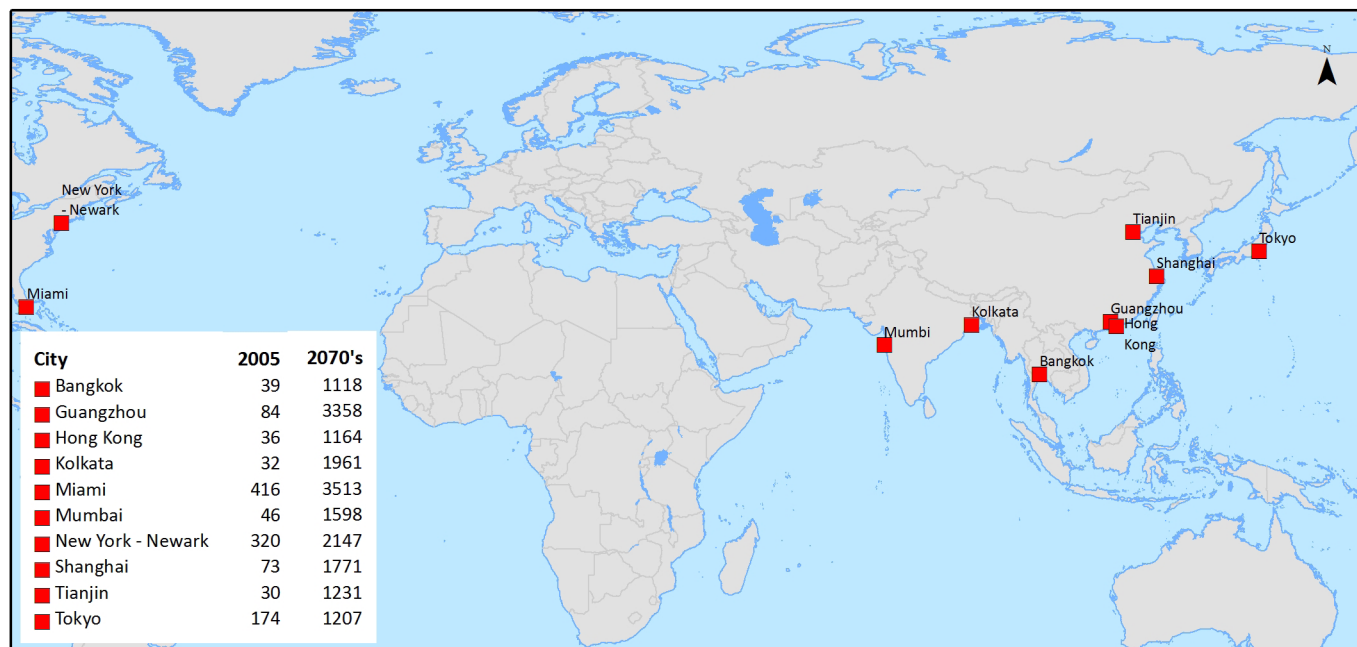 N
New York
- Newark
Tianjin
Tokyo
Shanghai
Miami
Guangzhou
Kolkata
Hong
Kong
Mumbi
Bangkok
City 2005 2070's
Bangkok 39 1118
Guangzhou 84 3358
Hong Kong 36 1164
Kolkata 32 1961
Miami 416 3513
Mumbai 46 1598
New York - Newark 320 2147
Shanghai 73 1771
Tianjin 30 1231
Tokyo 174 1207